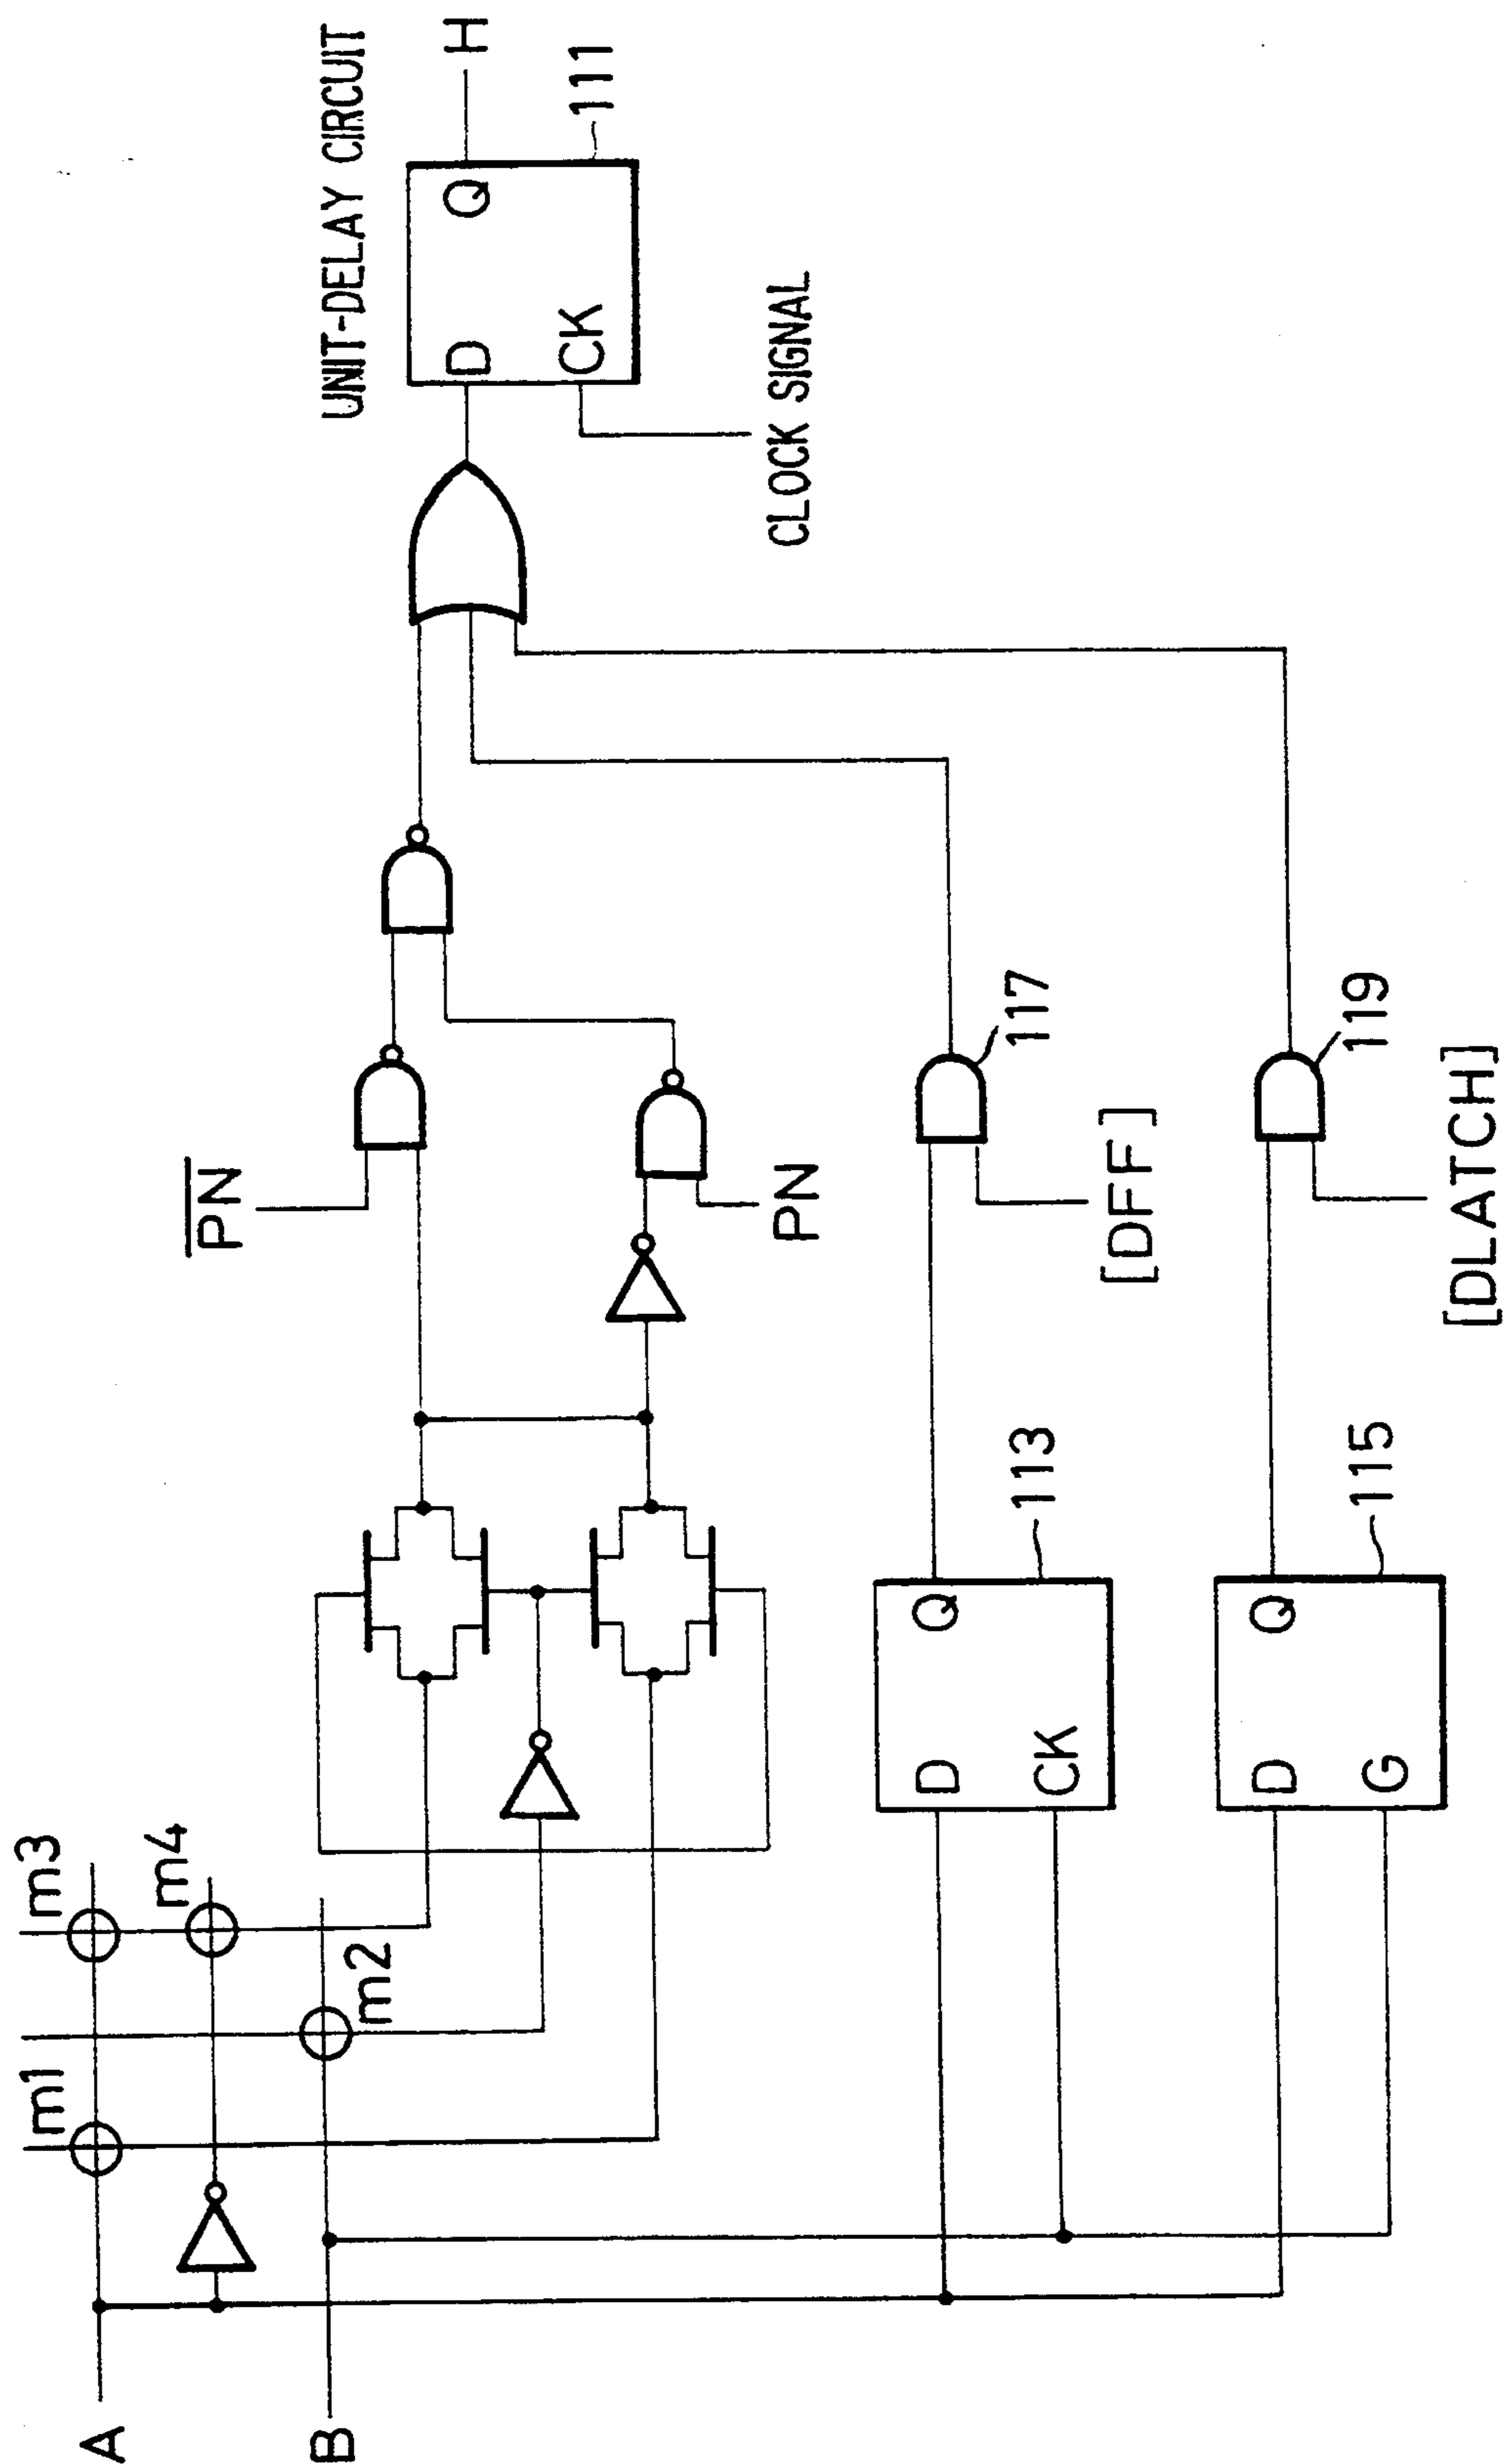 A
B
m1
m2
m3
m4
P̅N̅
PN
D
CK
Q
113
D
G
Q
115
[DFF]
117
[DLATCH]
119
UNIT-DELAY CIRCUIT
D
CK
Q
111
H
CLOCK SIGNAL